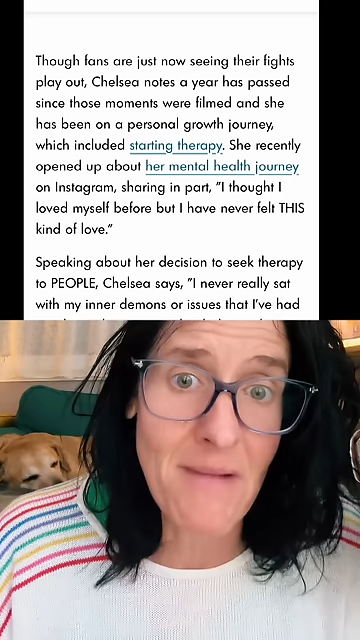 Though fans are just now seeing their fights
play out, Chelsea notes a year has passed
since those moments were filmed and she
has been on a personal growth journey,
which included starting therapy. She recently
opened up about her mental health journey
on Instagram, sharing in part, "I thought I
loved myself before but I have never felt THIS
kind of love."
Speaking about her decision to seek therapy
to PEOPLE, Chelsea says, "I never really sat
with my inner demons or issues that I've had